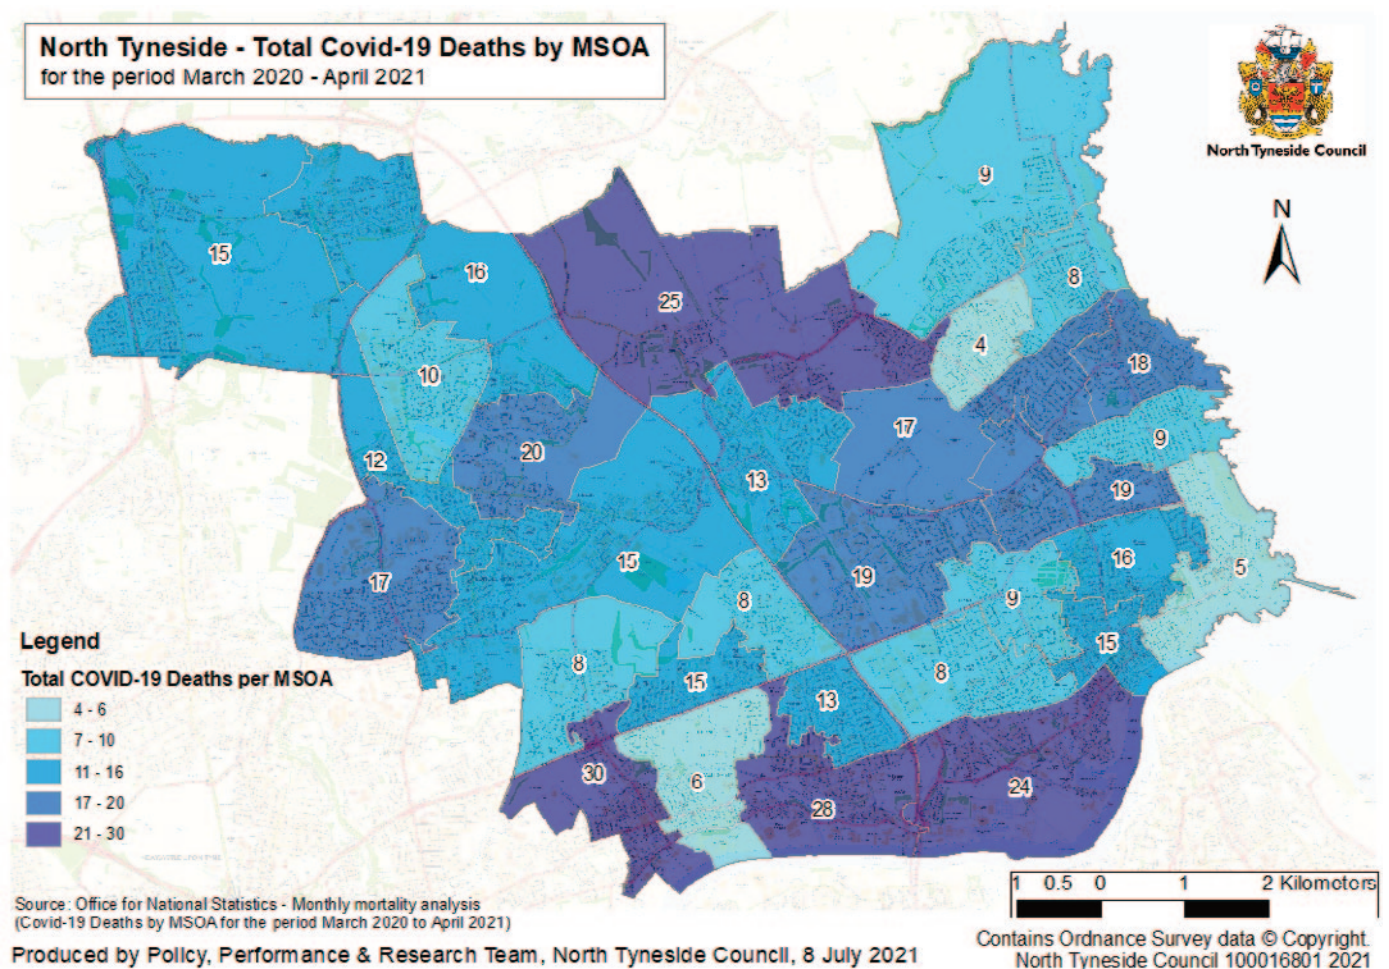 North Tyneside - Total Covid-19 Deaths by MSOA
for the period March 2020 - April 2021
North Tyneside Council
N
9
15
16
8
25
4
18
10
17
9
20
12
13
19
15
16
19
5
17
8
9
15
8
8
15
13
30
6
24
28
Legend
Total COVID-19 Deaths per MSOA
4 - 6
7 - 10
11 - 16
17 - 20
21 - 30
1 0.5 0 1 2 Kilometers
Source: Office for National Statistics - Monthly mortality analysis
(Covid-19 Deaths by MSOA for the period March 2020 to April 2021)
Produced by Policy, Performance & Research Team, North Tyneside Council, 8 July 2021
Contains Ordnance Survey data © Copyright.
North Tyneside Council 100016801 2021